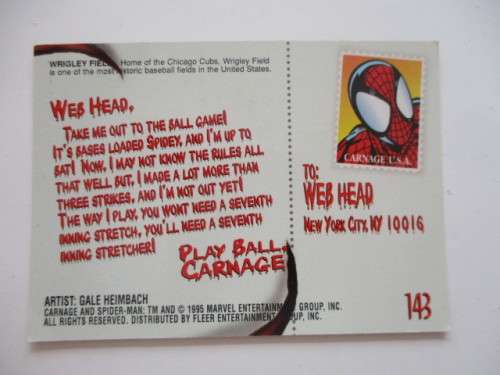 WRIGLEY FIELD: Home of the Chicago Cubs, Wrigley Field
is one of the most historic baseball fields in the United States.
WEB HEAD,
TAKE ME OUT TO THE BALL GAME!
IT'S BASES LOADED SPIDEY, AND I'M UP TO
BAT! NOW, I MAY NOT KNOW THE RULES ALL
THAT WELL BUT, I MADE A LOT MORE THAN
THREE STRIKES, AND I'M NOT OUT YET!
THE WAY I PLAY, YOU WONT NEED A SEVENTH
INNING STRETCH, YOU'LL NEED A SEVENTH
INNING STRETCHER!
PLAY BALL,
CARNAGE
CARNAGE U.S.A.
TO:
WEB HEAD
NEW YORK CITY, NY 10016
ARTIST: GALE HEIMBACH
CARNAGE AND SPIDER-MAN: TM AND © 1995 MARVEL ENTERTAINMENT GROUP, INC.
ALL RIGHTS RESERVED. DISTRIBUTED BY FLEER ENTERTAINMENT GROUP, INC.
143